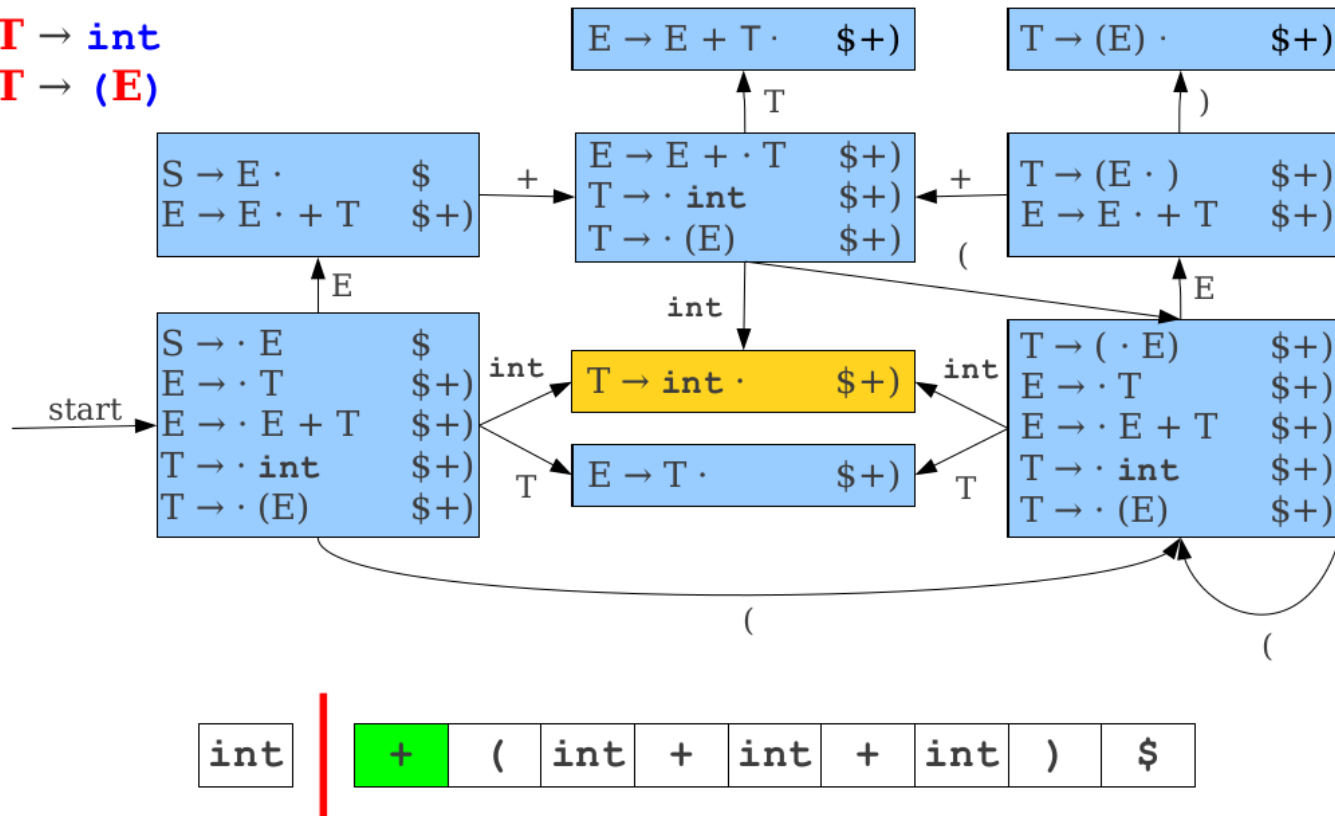 T → int
T → (E)
E → E + T · $+)
T → (E) · $+)
T
)
S → E · $
E → E · + T $+)
+
E → E + · T $+)
T → · int $+)
T → · (E) $+)
+
T → (E · ) $+)
E → E · + T $+)
E
int
(
E
start
S → · E $
E → · T $+)
E → · E + T $+)
T → · int $+)
T → · (E) $+)
int
T
T → int · $+)
E → T · $+)
int
T
T → ( · E) $+)
E → · T $+)
E → · E + T $+)
T → · int $+)
T → · (E) $+)
(
(
int + ( int + int + int ) $